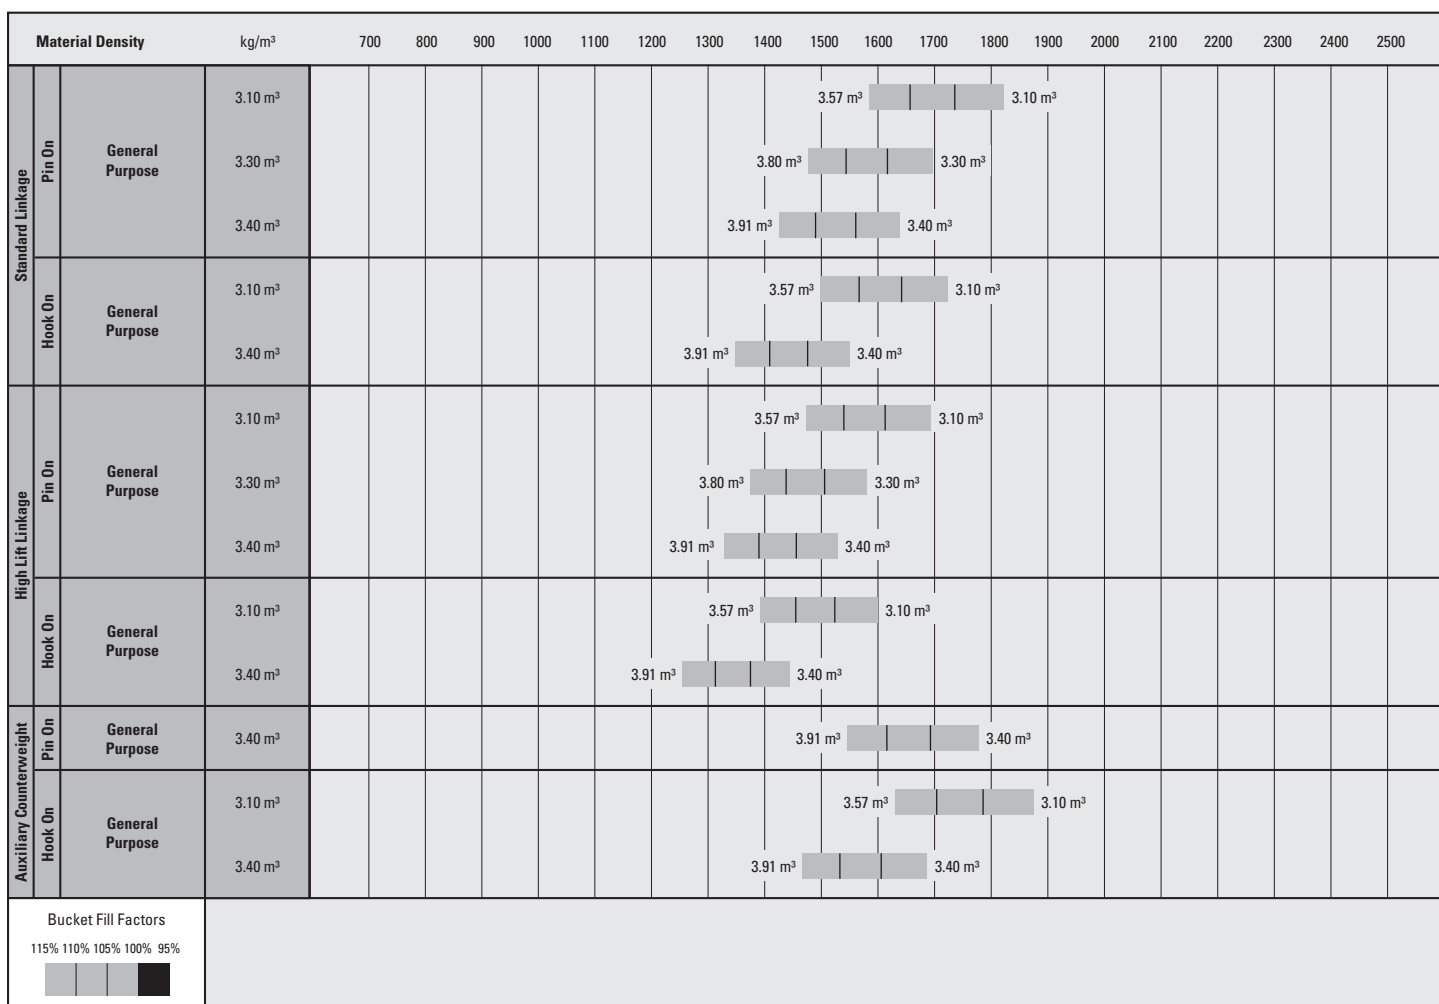 Material Density kg/m³ 700 800 900 1000 1100 1200 1300 1400 1500 1600 1700 1800 1900 2000 2100 2200 2300 2400 2500
Standard Linkage
Pin On
General
Purpose
3.10 m³ 3.57 m³ 3.10 m³
3.30 m³ 3.80 m³ 3.30 m³
3.40 m³ 3.91 m³ 3.40 m³
Hook On
General
Purpose
3.10 m³ 3.57 m³ 3.10 m³
3.40 m³ 3.91 m³ 3.40 m³
High Lift Linkage
Pin On
General
Purpose
3.10 m³ 3.57 m³ 3.10 m³
3.30 m³ 3.80 m³ 3.30 m³
3.40 m³ 3.91 m³ 3.40 m³
Hook On
General
Purpose
3.10 m³ 3.57 m³ 3.10 m³
3.40 m³ 3.91 m³ 3.40 m³
Auxiliary Counterweight
Pin On
General
Purpose
3.40 m³ 3.91 m³ 3.40 m³
Hook On
General
Purpose
3.10 m³ 3.57 m³ 3.10 m³
3.40 m³ 3.91 m³ 3.40 m³
Bucket Fill Factors
115% 110% 105% 100% 95%